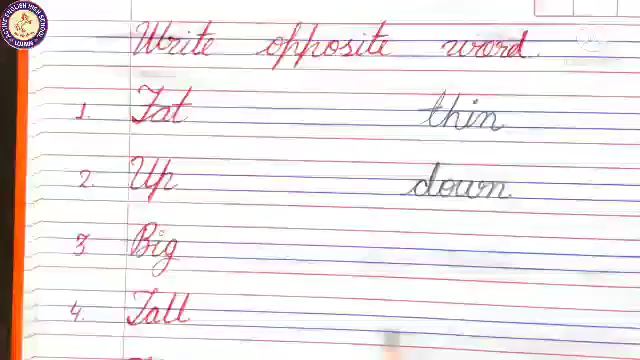 Write opposite word.
1. Fat thin
2. Up down
3 Big
4. Tall